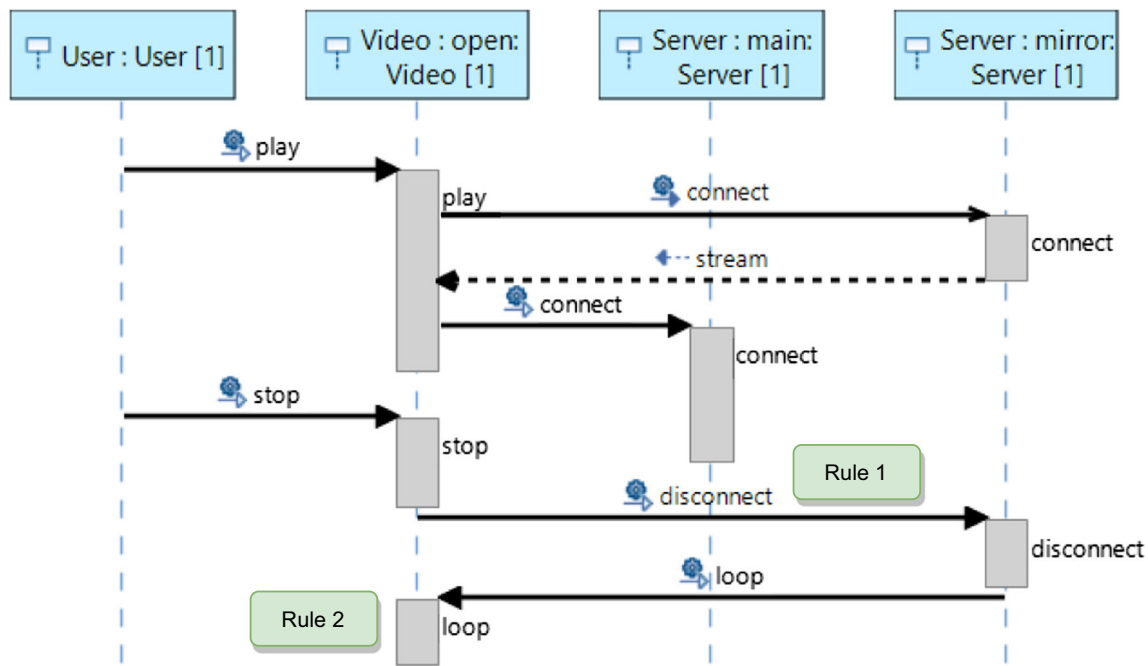 User : User [1]
Video : open:
Video [1]
Server : main:
Server [1]
Server : mirror:
Server [1]
play
play
connect
connect
stream
connect
connect
stop
stop
Rule 1
disconnect
disconnect
loop
Rule 2
loop